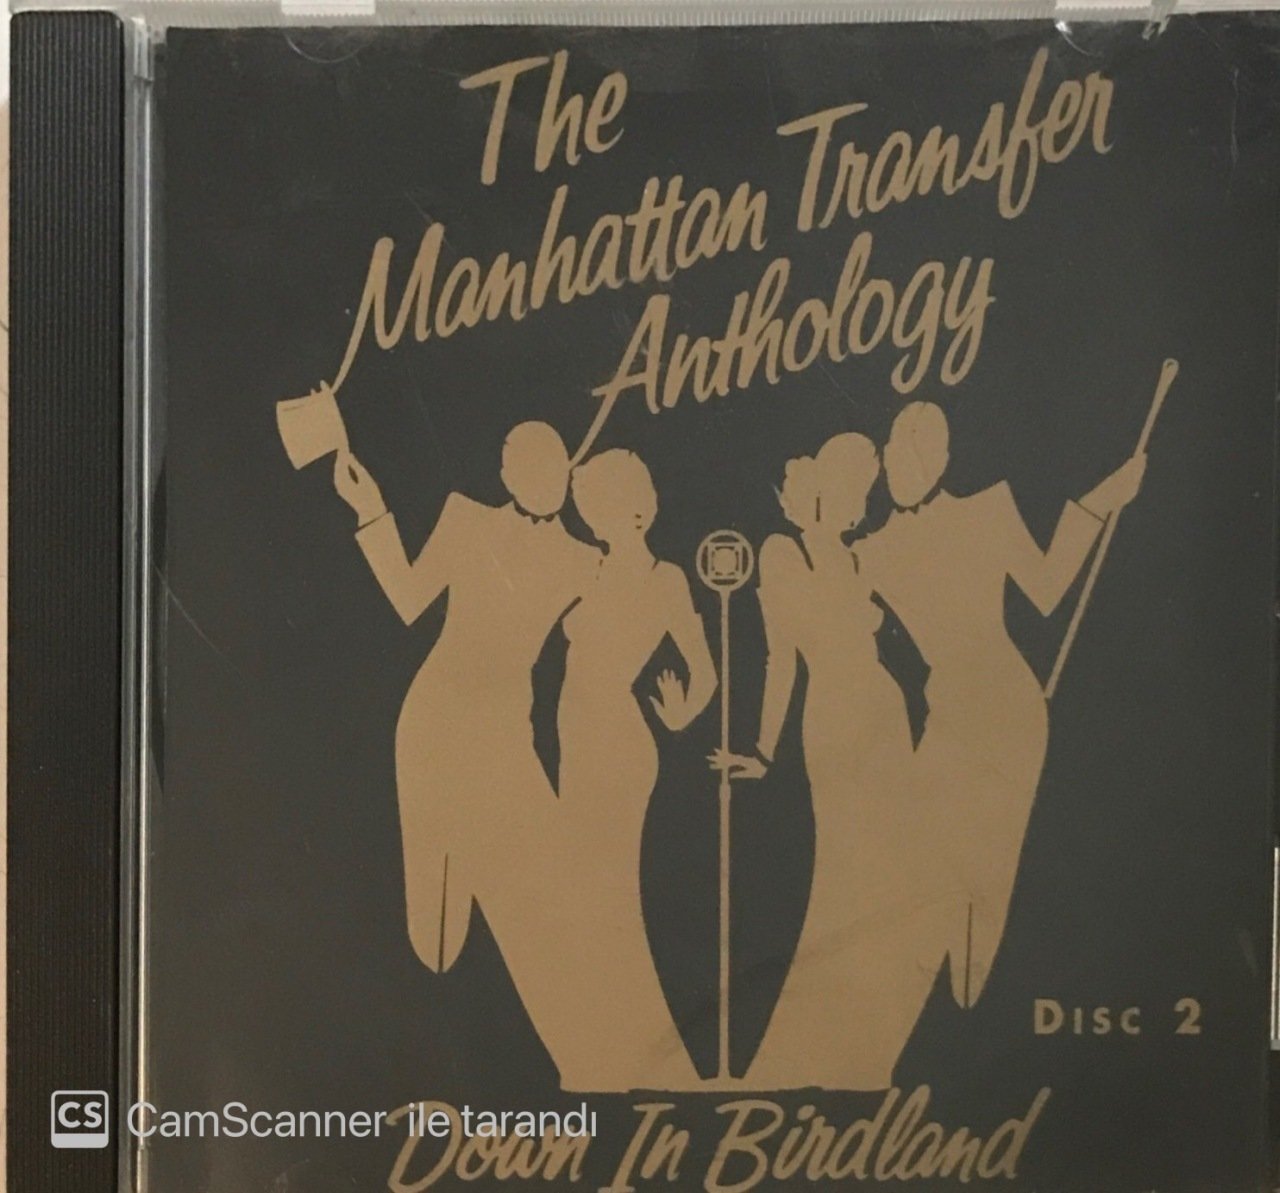 The
Manhattan Transfer
Anthology
DISC 2
Down In Birdland
CS CamScanner ile tarandı